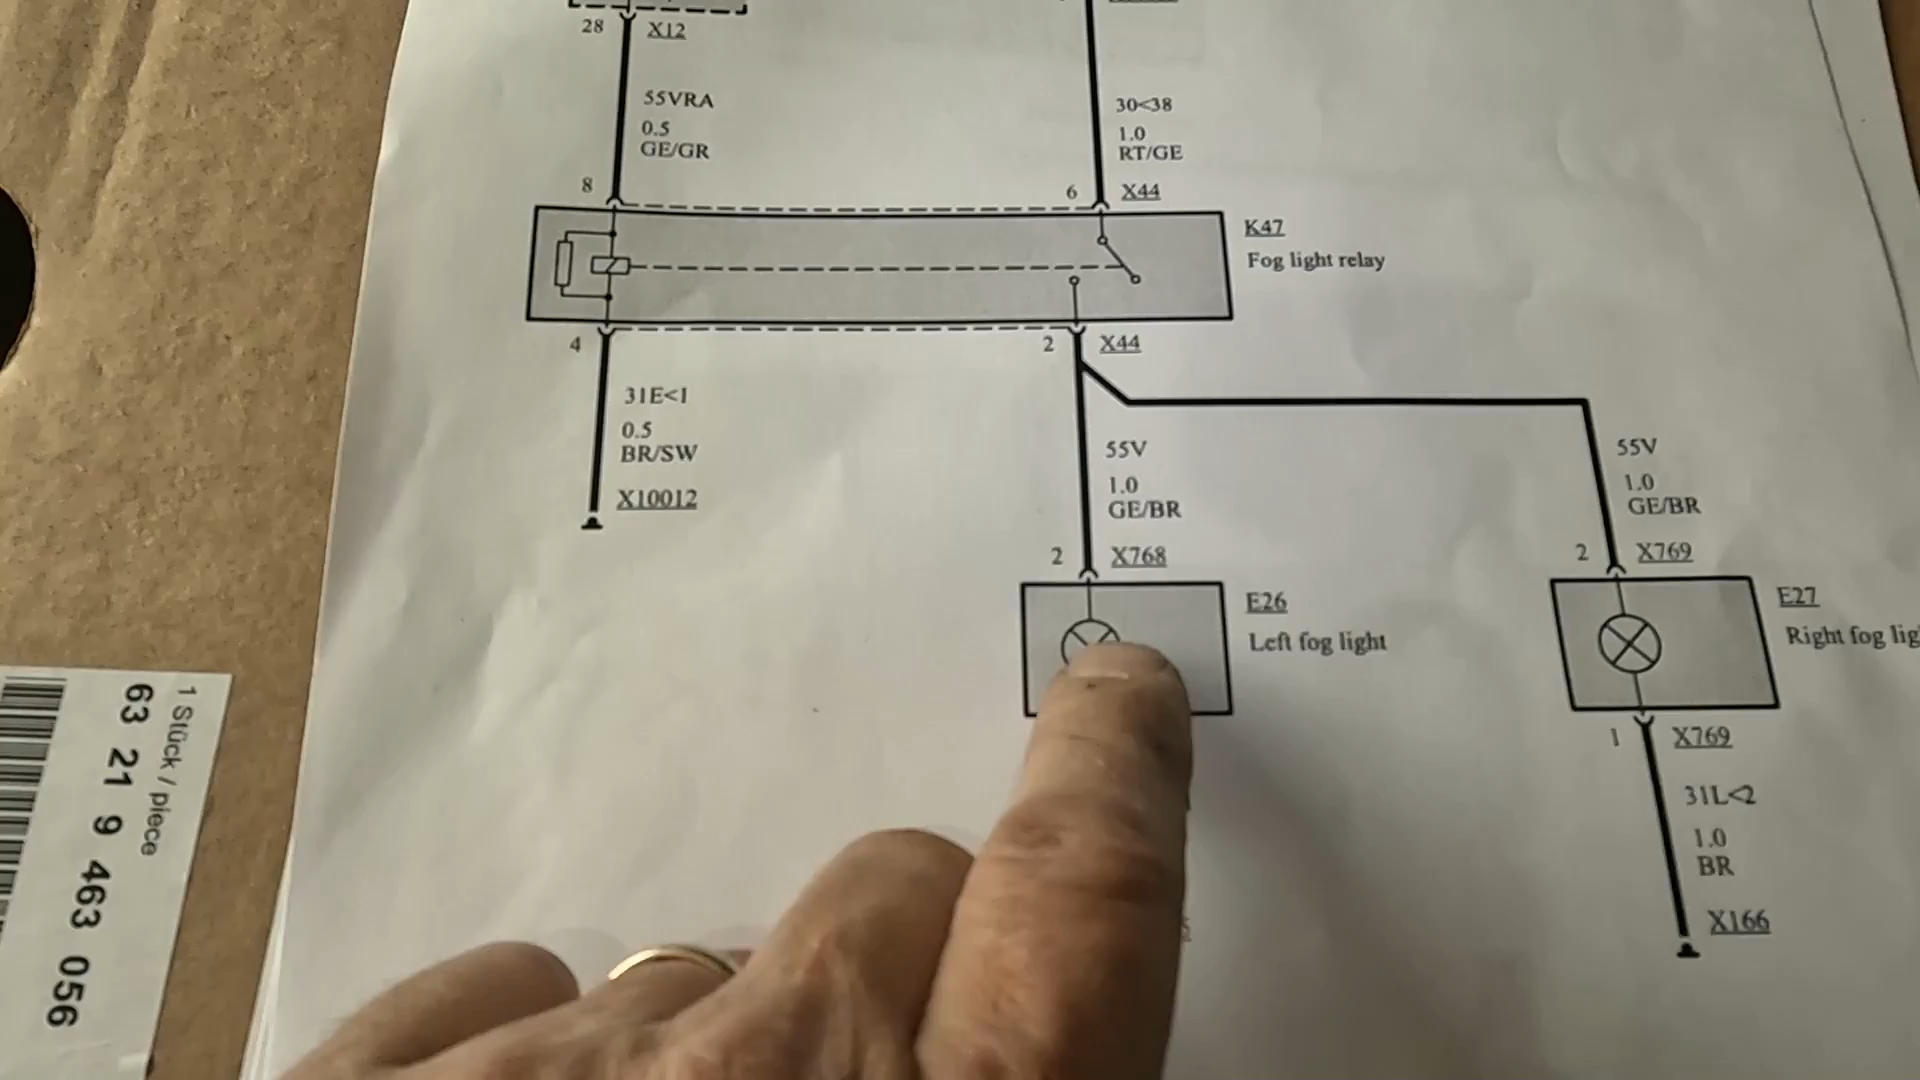 28
X12
55VRA
0.5
GE/GR
8
30<38
1.0
RT/GE
6
X44
K47
Fog light relay
4
2
X44
31E<1
0.5
BR/SW
X10012
55V
1.0
GE/BR
2
X768
E26
Left fog light
55V
1.0
GE/BR
2
X769
E27
Right fog lig
1
X769
31L<2
1.0
BR
X166
1 Stück / piece
63 21 9 463 056